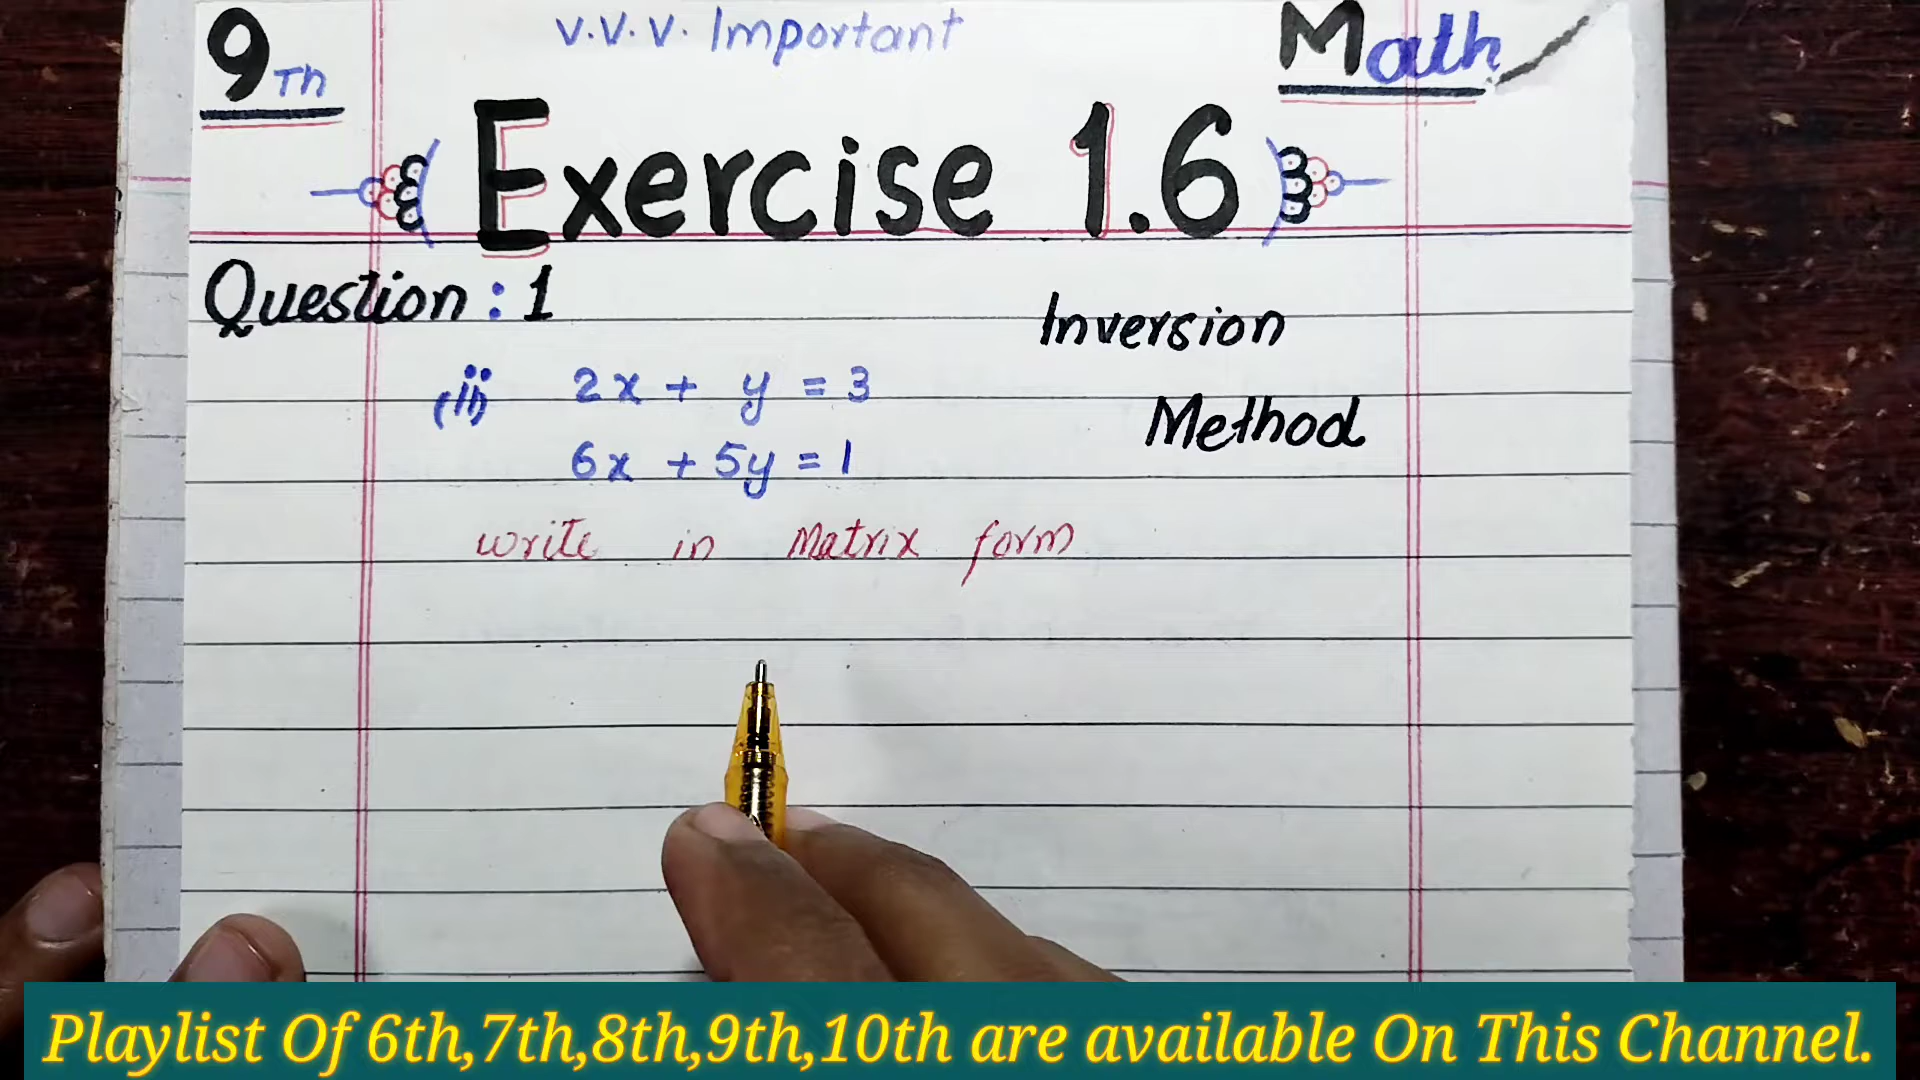 9Th
v.v.v. Important
Math
Exercise 1.6
Question : 1
Inversion
Method
(ii) 2x + y = 3
6x + 5y = 1
write in Matrix form
Playlist Of 6th,7th,8th,9th,10th are available On This Channel.